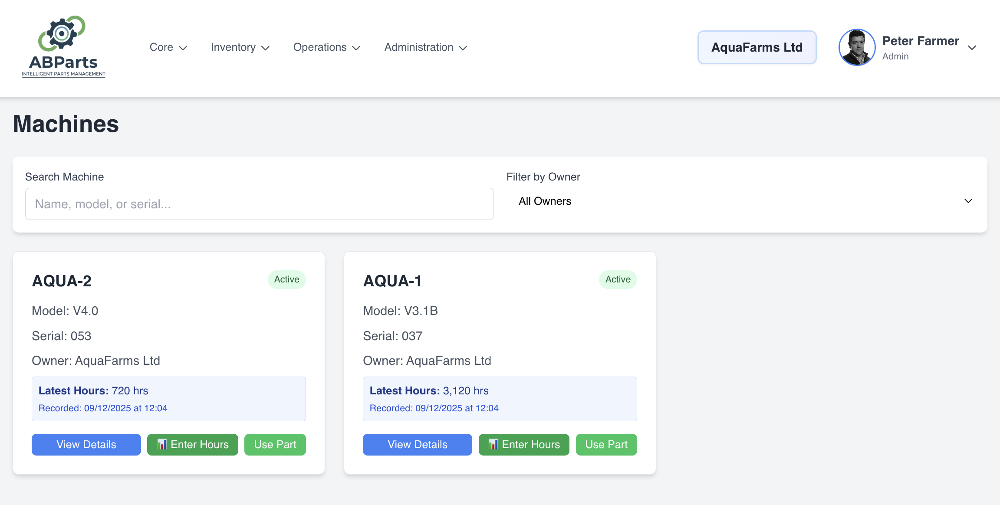 ABParts
INTELLIGENT PARTS MANAGEMENT
Core
Inventory
Operations
Administration
AquaFarms Ltd
Peter Farmer
Admin
Machines
Search Machine
Name, model, or serial...
Filter by Owner
All Owners
AQUA-2
Active
Model: V4.0
Serial: 053
Owner: AquaFarms Ltd
Latest Hours: 720 hrs
Recorded: 09/12/2025 at 12:04
View Details
Enter Hours
Use Part
AQUA-1
Active
Model: V3.1B
Serial: 037
Owner: AquaFarms Ltd
Latest Hours: 3,120 hrs
Recorded: 09/12/2025 at 12:04
View Details
Enter Hours
Use Part